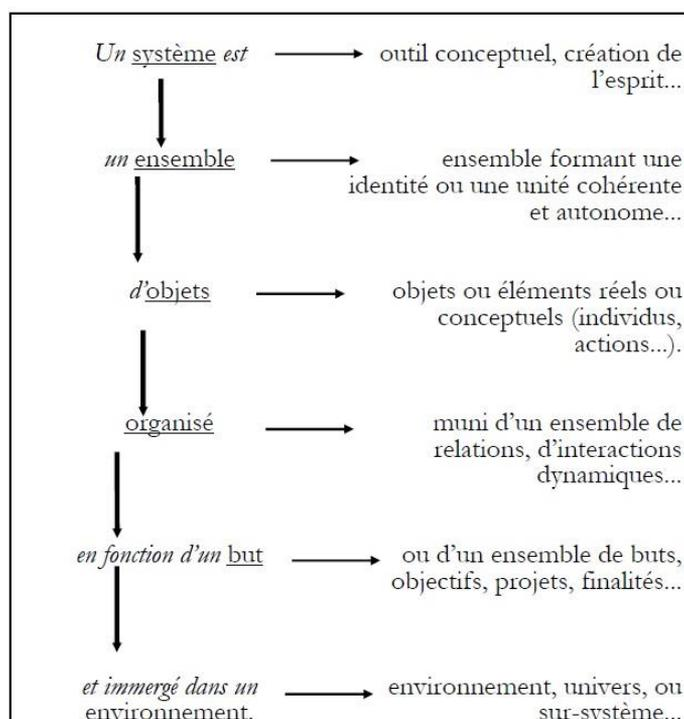 Un système est
outil conceptuel, création de
l'esprit...
un ensemble
ensemble formant une
identité ou une unité cohérente
et autonome...
d'objets
objets ou éléments réels ou
conceptuels (individus,
actions...).
organisé
muni d'un ensemble de
relations, d'interactions
dynamiques...
en fonction d'un but
ou d'un ensemble de buts,
objectifs, projets, finalités...
et immergé dans un
environnement.
environnement, univers, ou
sur-système...